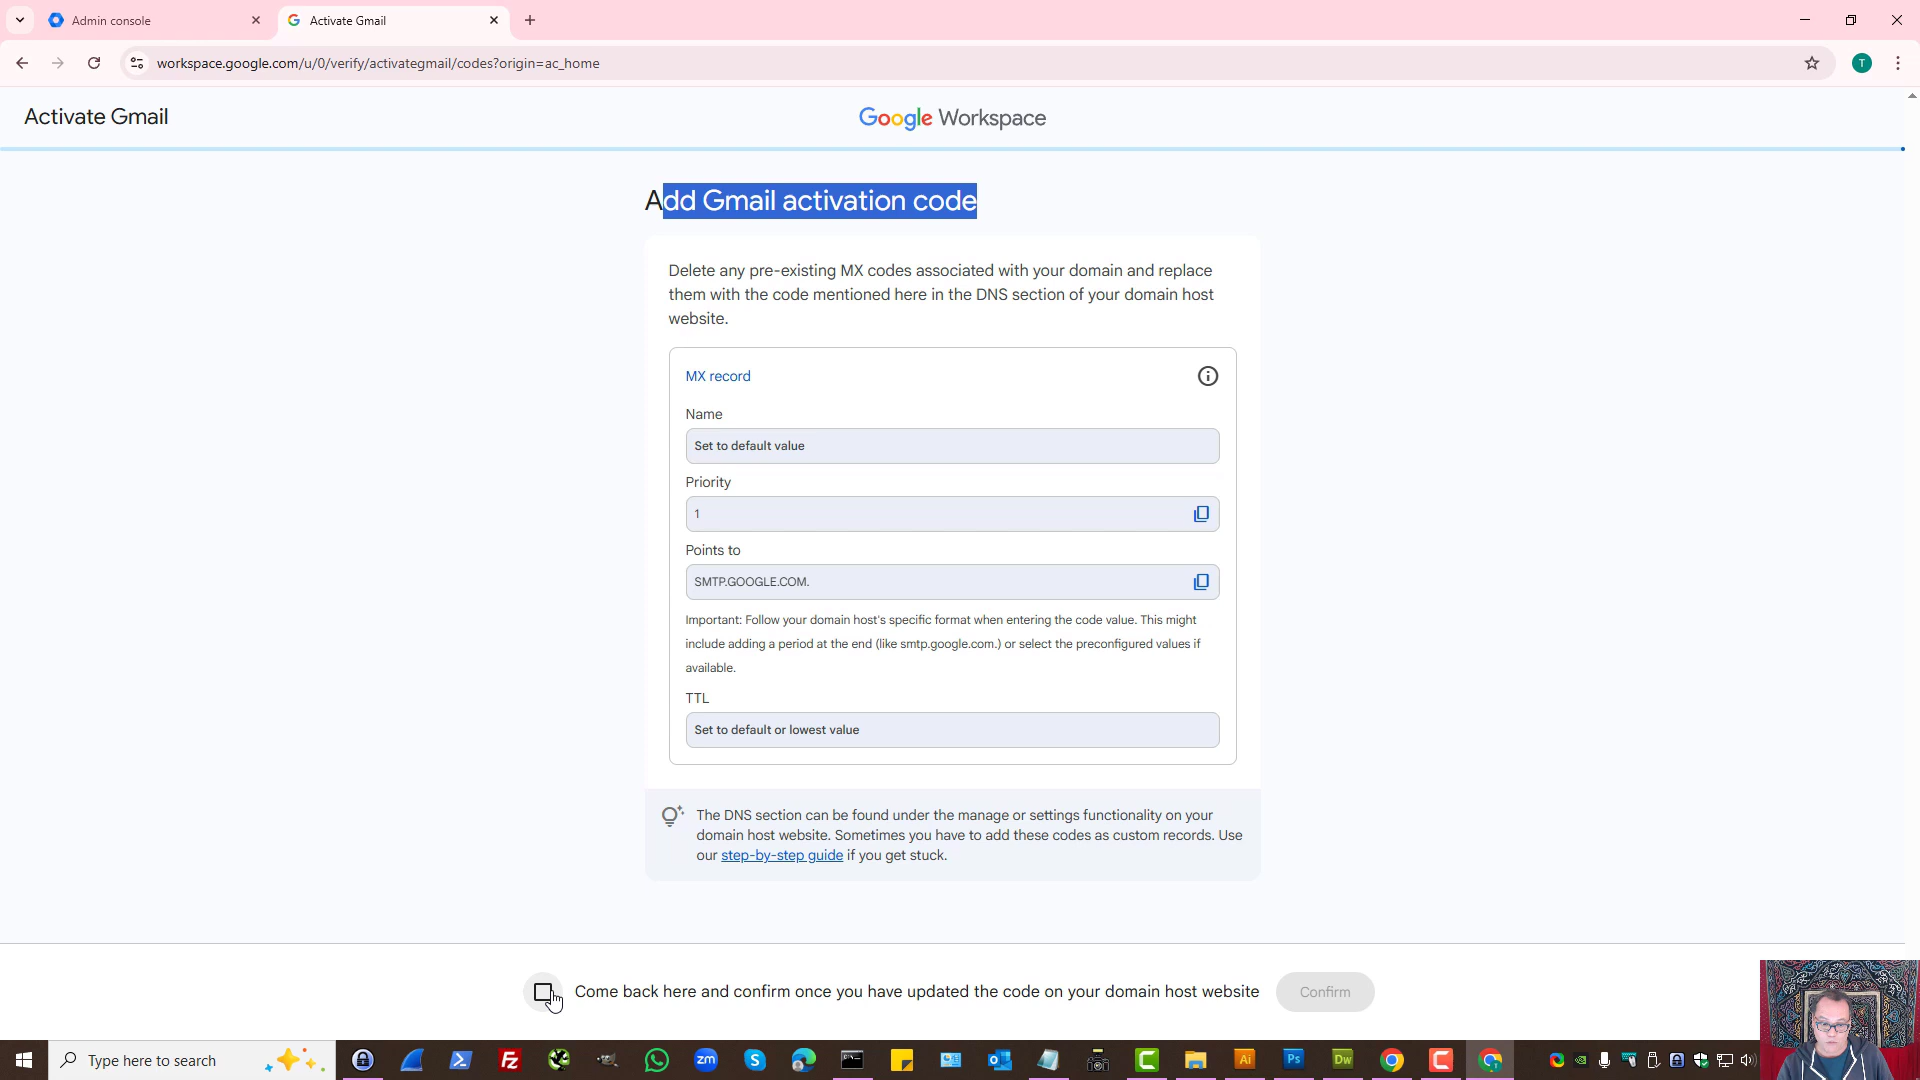 Admin console
Activate Gmail
workspace.google.com/u/0/verify/activategmail/codes?origin=ac_home
T
Activate Gmail
Google Workspace
Add Gmail activation code
Delete any pre-existing MX codes associated with your domain and replace
them with the code mentioned here in the DNS section of your domain host
website.
MX record
Name
Set to default value
Priority
1
Points to
SMTP.GOOGLE.COM.
Important: Follow your domain host's specific format when entering the code value. This might
include adding a period at the end (like smtp.google.com.) or select the preconfigured values if
available.
TTL
Set to default or lowest value
The DNS section can be found under the manage or settings functionality on your
domain host website. Sometimes you have to add these codes as custom records. Use
our step-by-step guide if you get stuck.
Come back here and confirm once you have updated the code on your domain host website
Confirm
Type here to search
Fz
zm
S
Ai
Ps
Dw